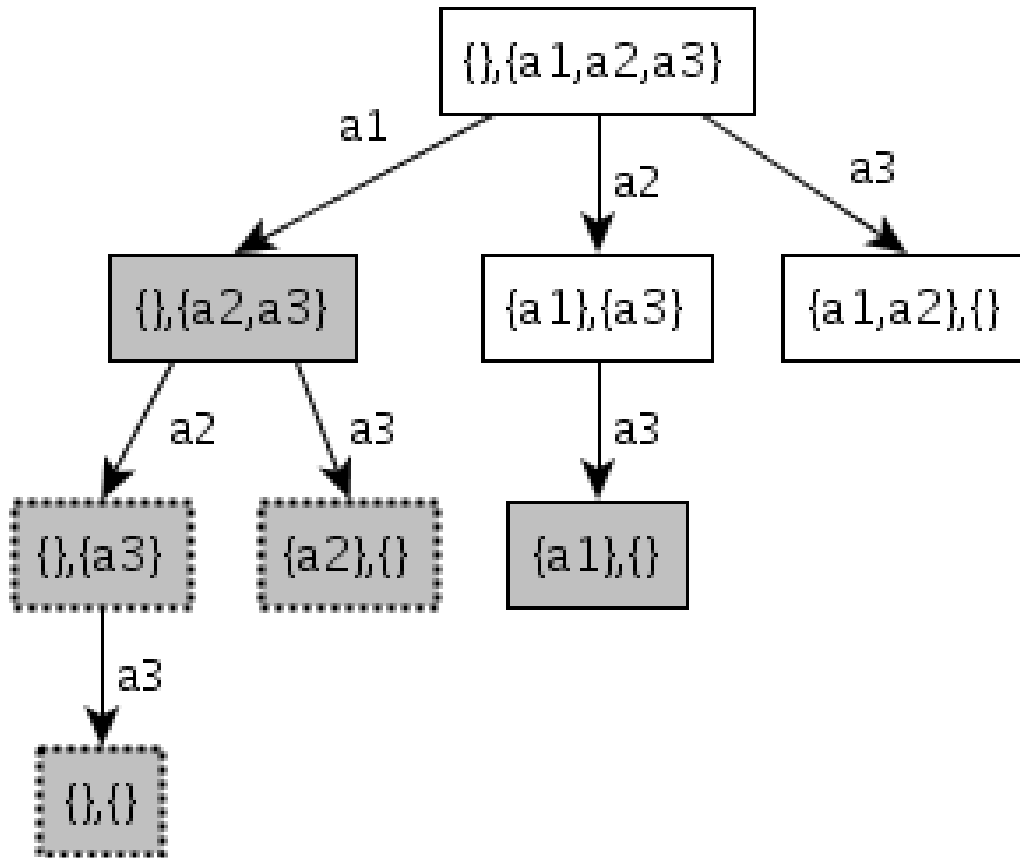 {},{a1,a2,a3}
a1
a2
a3
{},{a2,a3}
{a1},{a3}
{a1,a2},{}
a2
a3
a3
{},{a3}
{a2},{}
{a1},{}
a3
{},{}